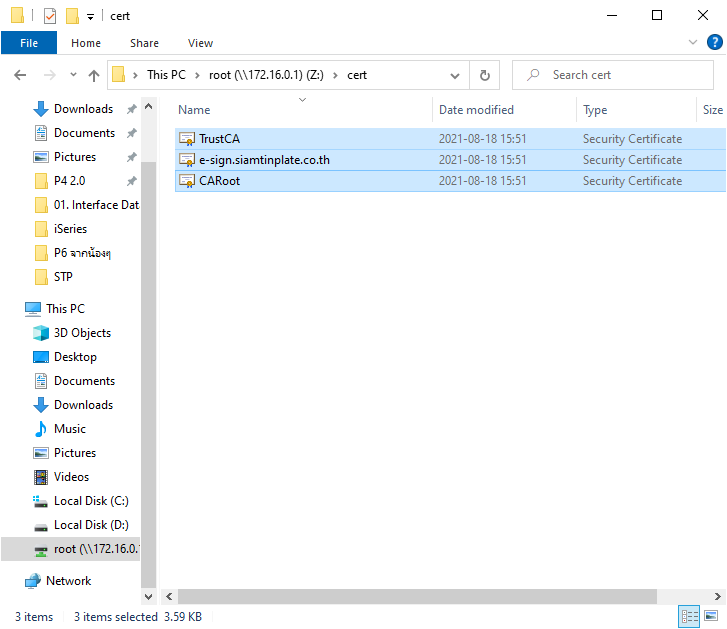 cert
File Home Share View
This PC root (\\172.16.0.1) (Z:) cert
Search cert
Name Date modified Type Size
TrustCA 2021-08-18 15:51 Security Certificate
e-sign.siamtinplate.co.th 2021-08-18 15:51 Security Certificate
CARoot 2021-08-18 15:51 Security Certificate
Downloads
Documents
Pictures
P4 2.0
01. Interface Dat
iSeries
P6 จากน้องๆ
STP
This PC
3D Objects
Desktop
Documents
Downloads
Music
Pictures
Videos
Local Disk (C:)
Local Disk (D:)
root (\\172.16.0.1
Network
3 items 3 items selected 3.59 KB